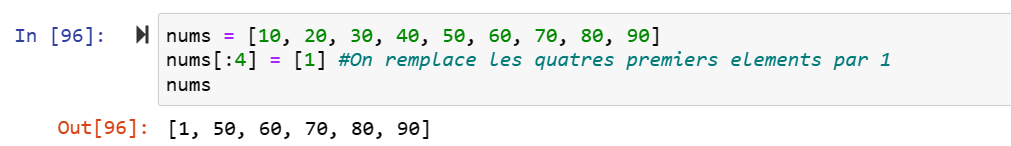 In [96]: nums = [10, 20, 30, 40, 50, 60, 70, 80, 90]
nums[:4] = [1] #On remplace les quatres premiers elements par 1
nums
Out[96]: [1, 50, 60, 70, 80, 90]